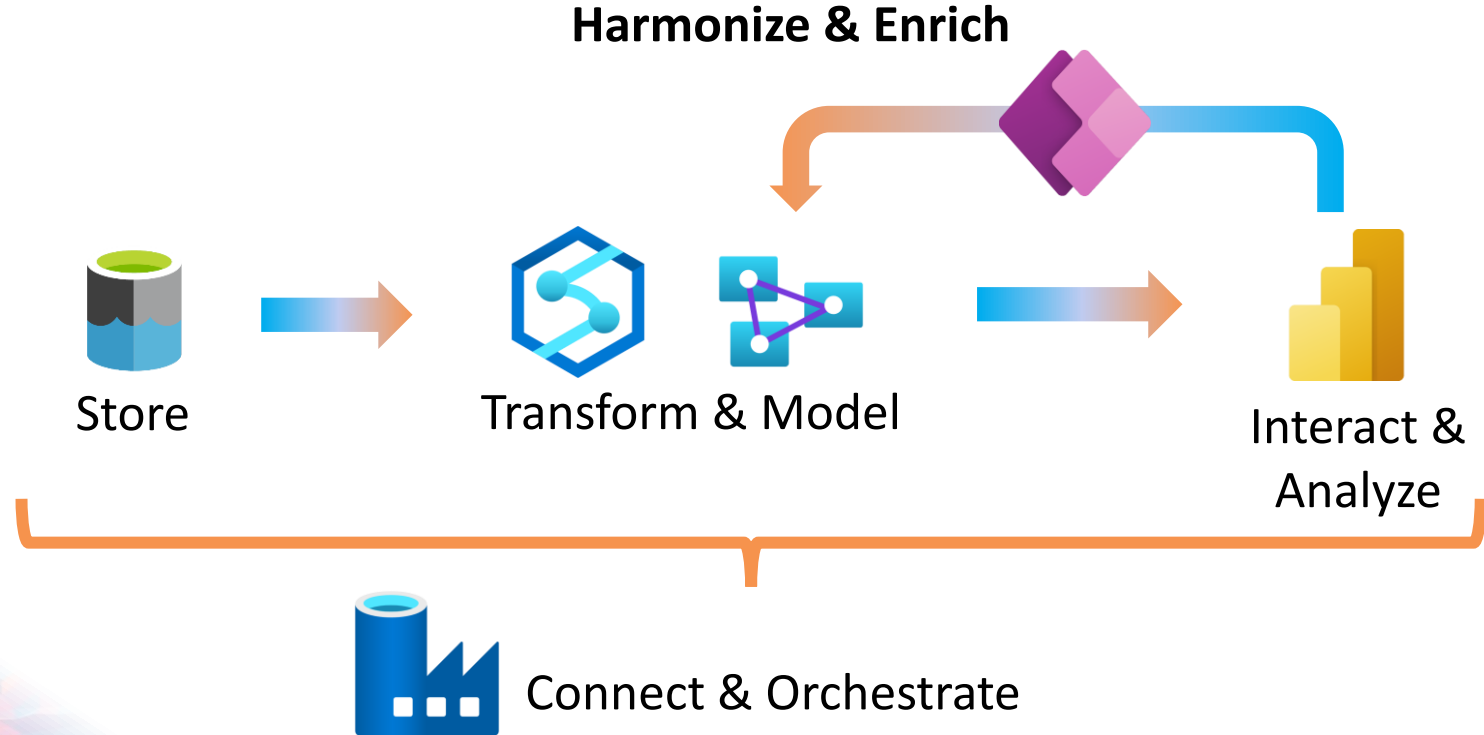 Harmonize & Enrich
Store
Transform & Model
Interact &
Analyze
Connect & Orchestrate